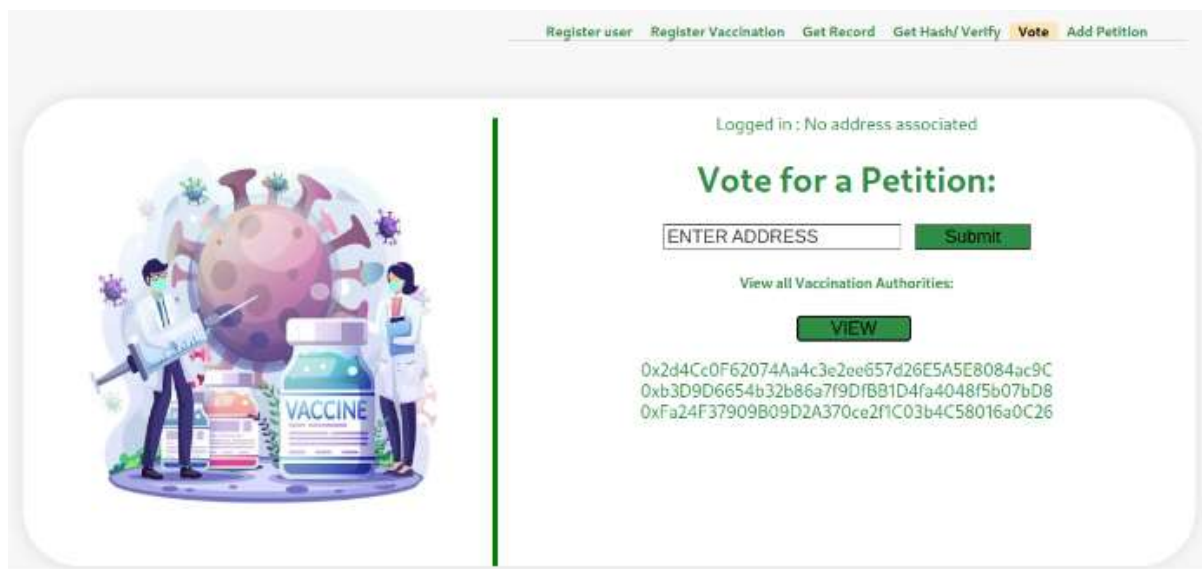 Register user Register Vaccination Get Record Get Hash/ Verify Vote Add Petition
Logged in : No address associated
Vote for a Petition:
ENTER ADDRESS Submit
View all Vaccination Authorities:
VIEW
0x2d4Cc0F62074Aa4c3e2ee657d26E5A5E8084ac9C
0xb3D9D6654b32b86a7f9DfBB1D4fa4048f5b07bD8
0xFa24F37909B09D2A370ce2f1C03b4C58016a0C26
VACCINE